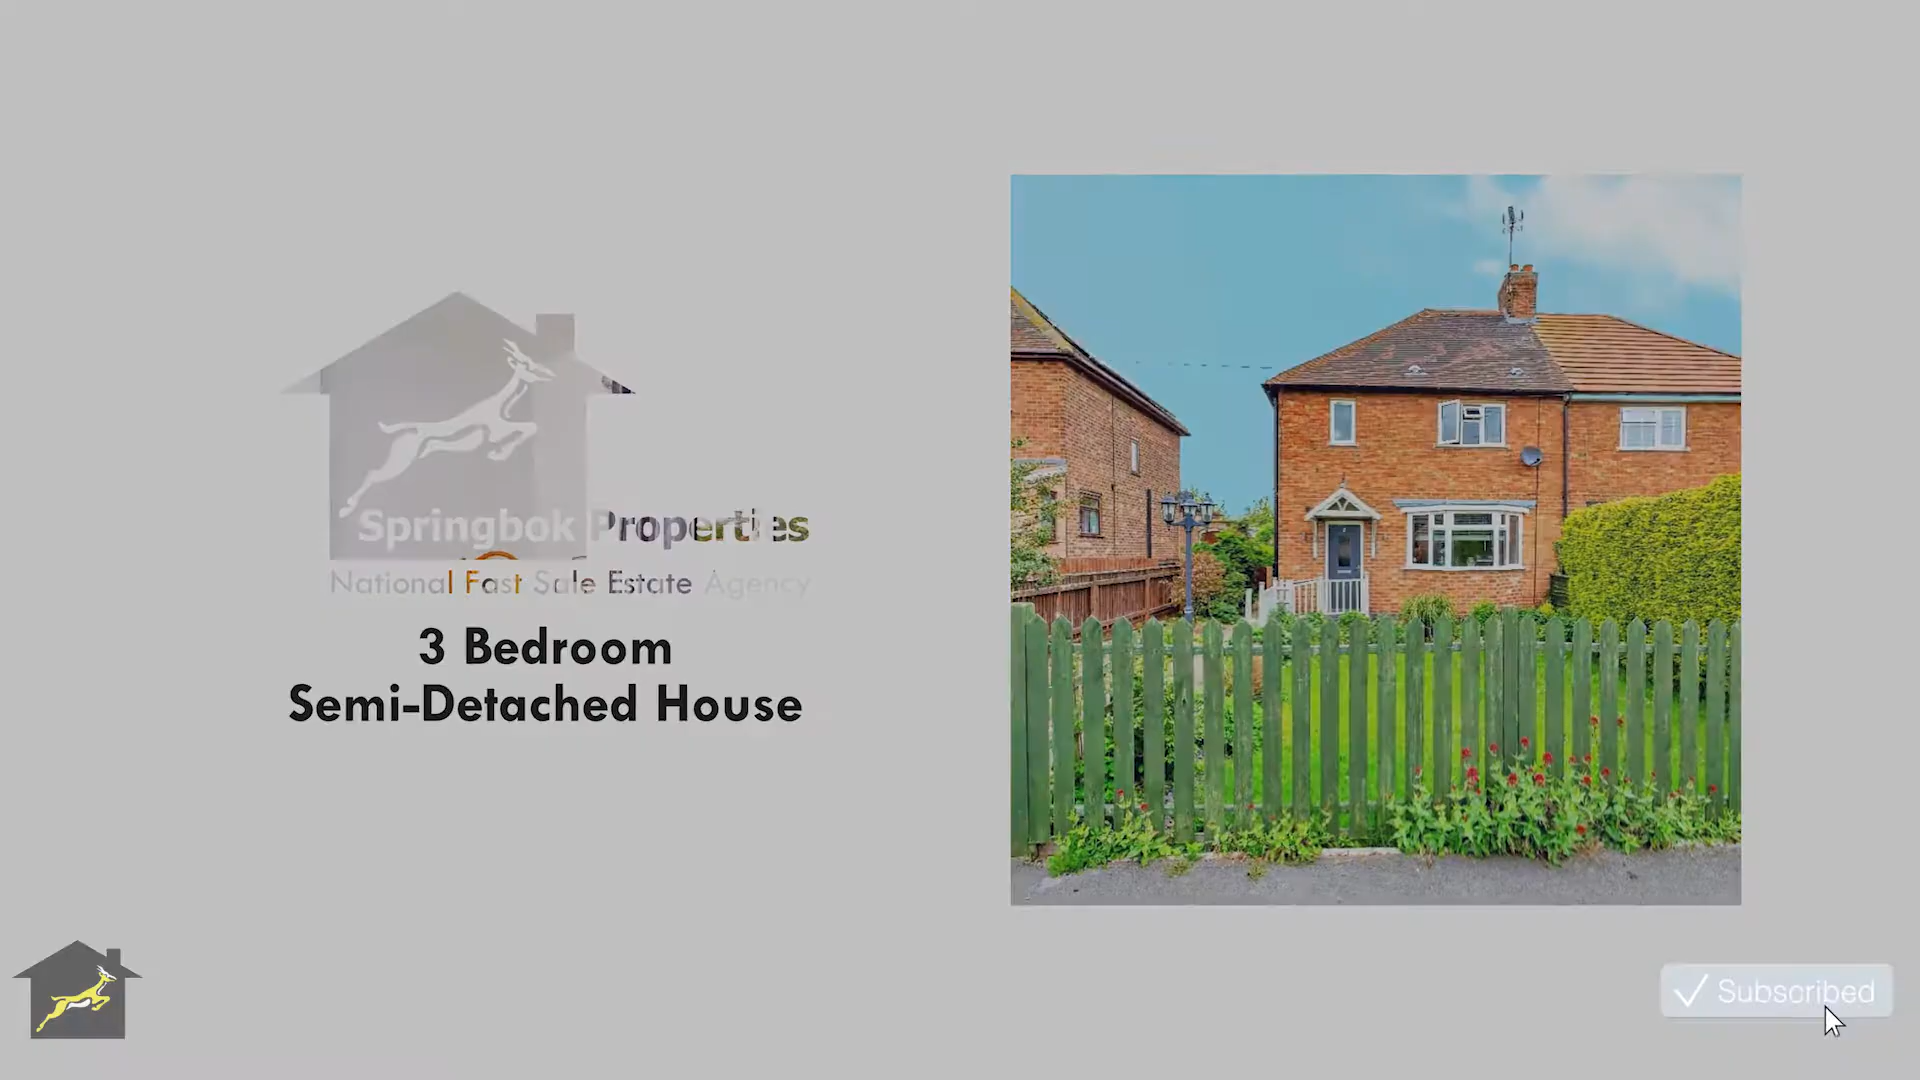 Springbok Properties
National Fast Sale Estate Agency
3 Bedroom
Semi-Detached House
Subscribed